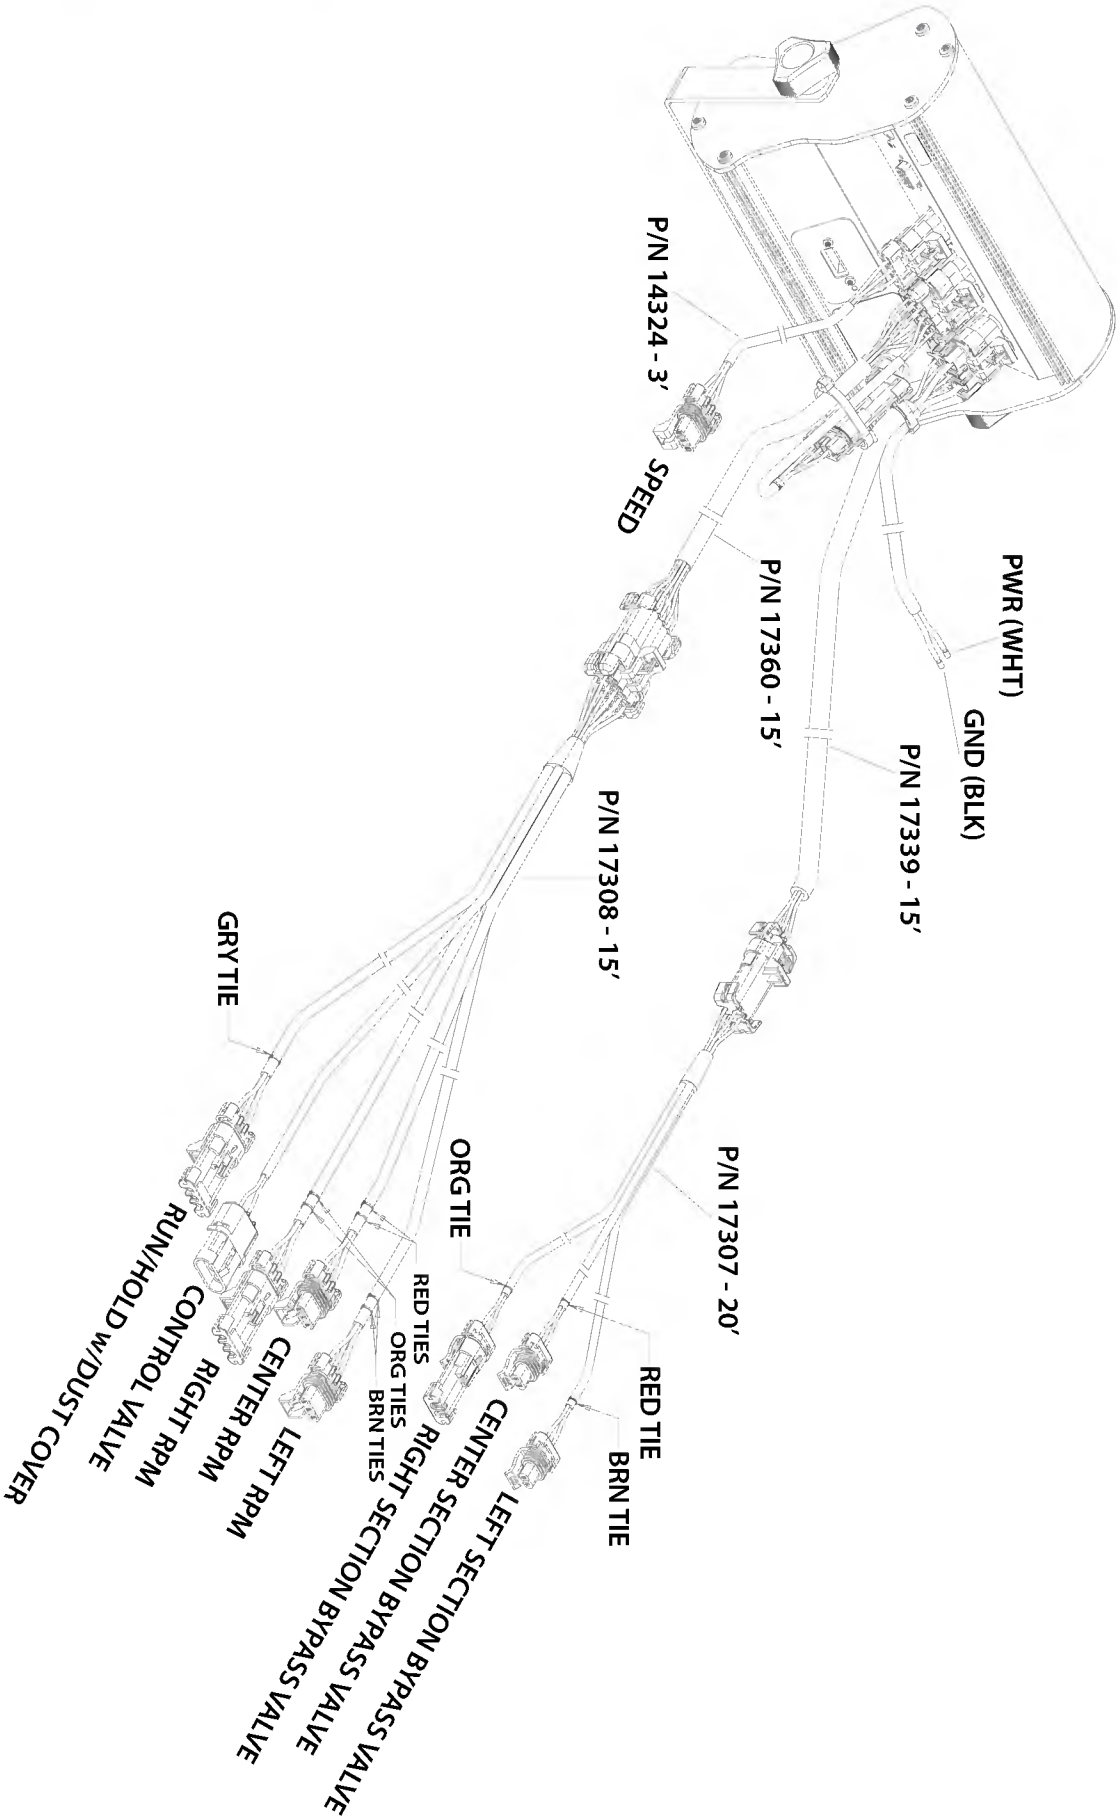 PWR (WHT)
GND (BLK)
P/N 17339 - 15’
P/N 17307 - 20’
RED TIE
BRN TIE
P/N 17360 - 15’
P/N 14324 - 3’
SPEED
P/N 17308 - 15’
ORG TIE
GRY TIE
RED TIES
ORG TIES
BRN TIES
LEFT SECTION BYPASS VALVE
CENTER SECTION BYPASS VALVE
RIGHT SECTION BYPASS VALVE
LEFT RPM
CENTER RPM
RIGHT RPM
CONTROL VALVE
RUN/HOLD w/DUST COVER